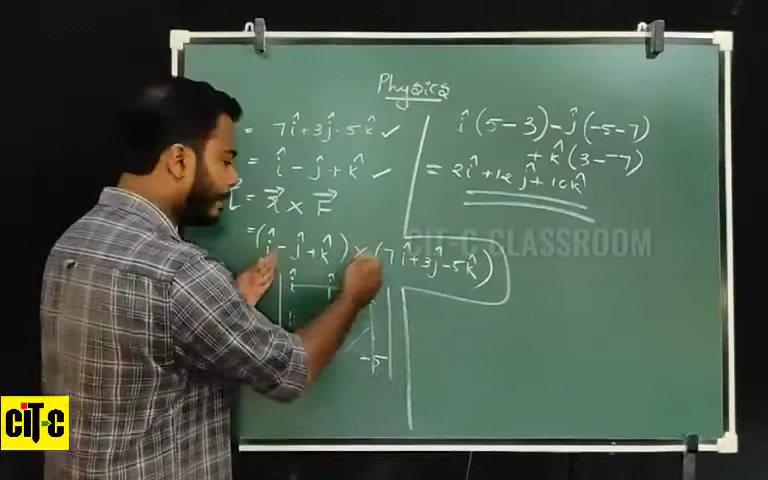 Physics
= 7î+3ĵ-5k̂ ✓
= î - ĵ + k̂ ✓
= r⃗ × F⃗
= (î - ĵ + k̂) × (7î+3ĵ-5k̂)
î
-5
î(5-3)-ĵ(-5-7)
+ k̂(3--7)
= 2î+12ĵ+10k̂
CIT-C CLASSROOM
CiT-C